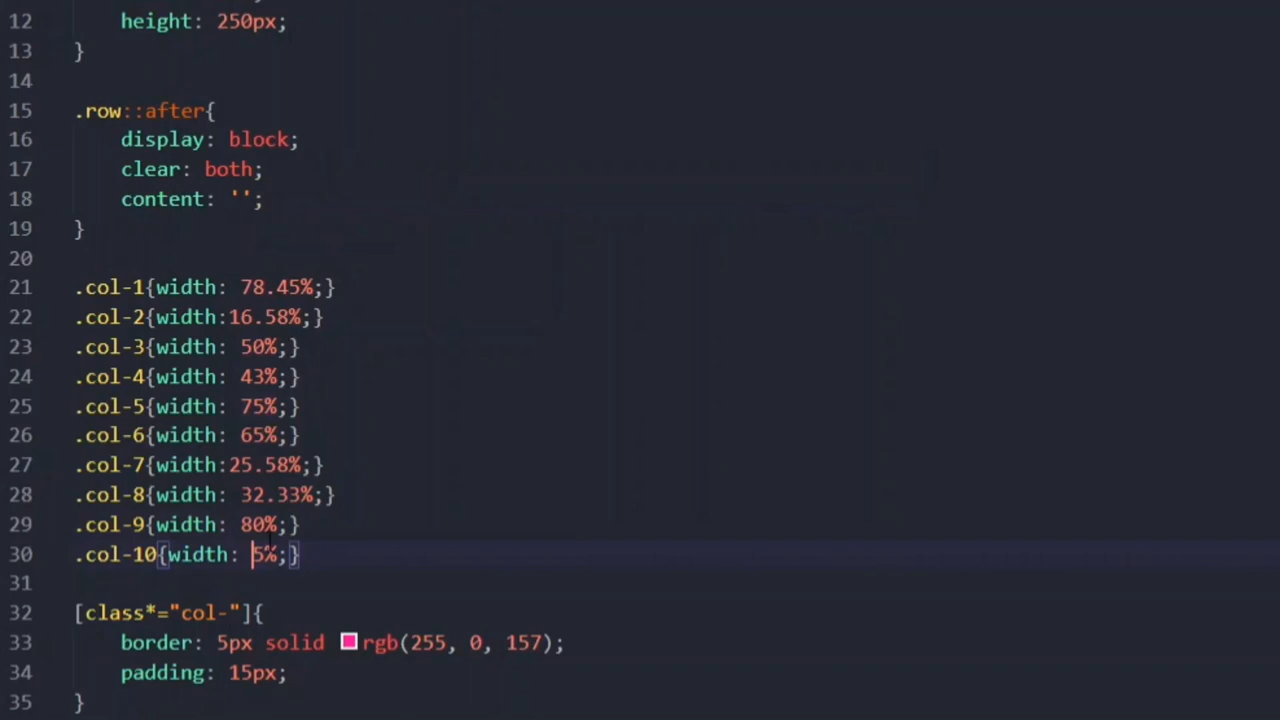 12 height: 250px;
13 }
14
15 .row::after{
16 display: block;
17 clear: both;
18 content: '';
19 }
20
21 .col-1{width: 78.45%;}
22 .col-2{width:16.58%;}
23 .col-3{width: 50%;}
24 .col-4{width: 43%;}
25 .col-5{width: 75%;}
26 .col-6{width: 65%;}
27 .col-7{width:25.58%;}
28 .col-8{width: 32.33%;}
29 .col-9{width: 80%;}
30 .col-10{width: 5%;}
31
32 [class*="col-"]{
33 border: 5px solid rgb(255, 0, 157);
34 padding: 15px;
35 }